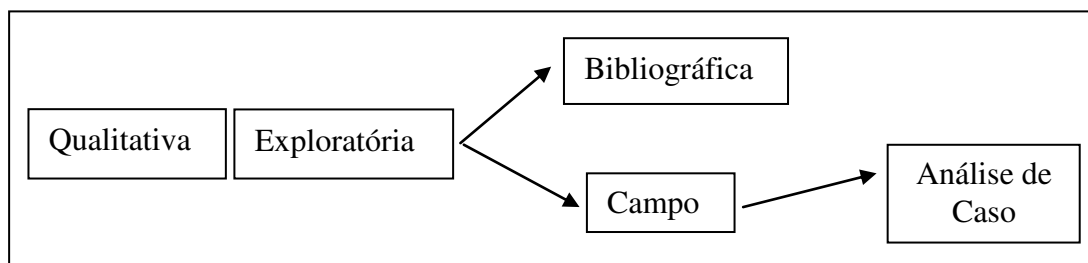 Qualitativa
Exploratória
Bibliográfica
Campo
Análise de
Caso